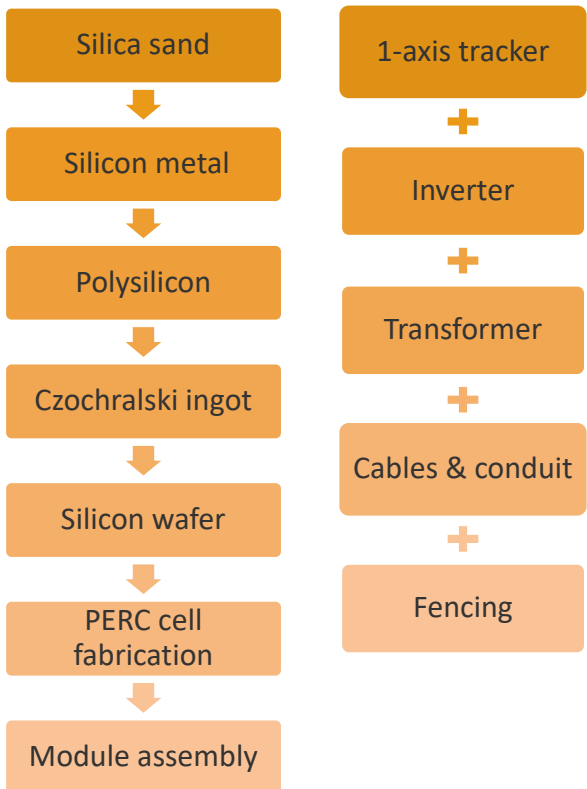 Silica sand
Silicon metal
Polysilicon
Czochralski ingot
Silicon wafer
PERC cell
fabrication
Module assembly
1-axis tracker
Inverter
Transformer
Cables & conduit
Fencing